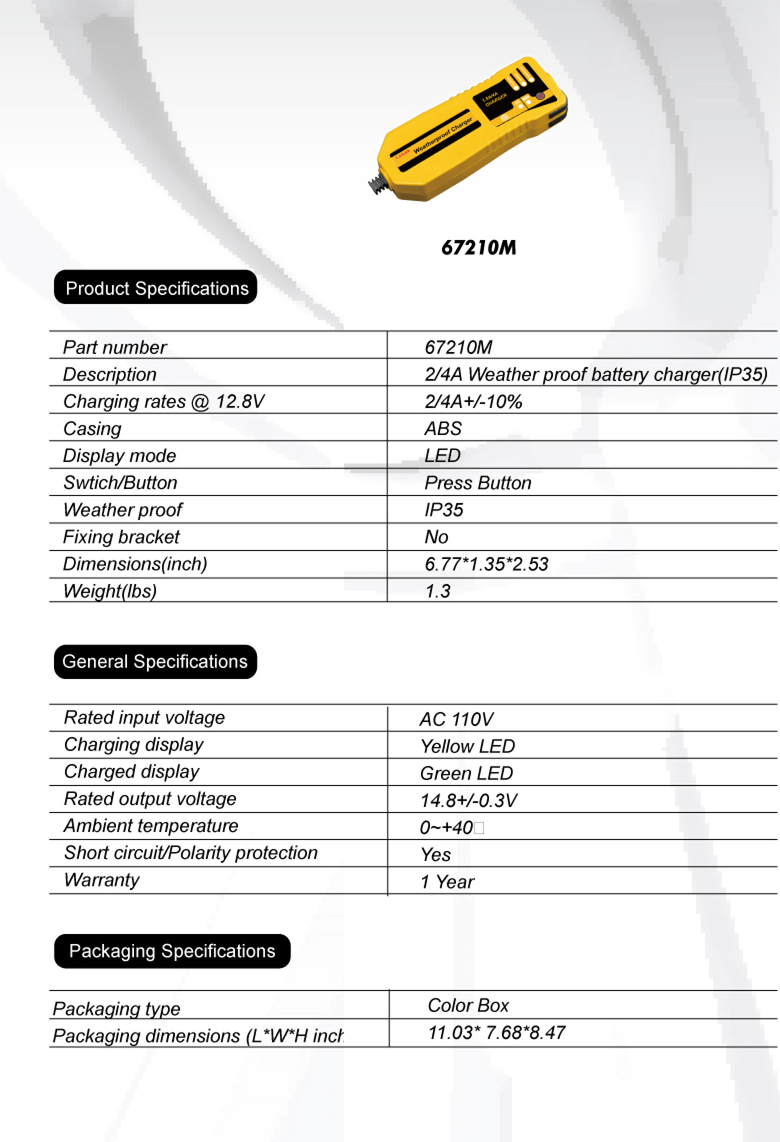 CHARGER
Weatherproof Charger
67210M
Product Specifications
Part number 67210M
Description 2/4A Weather proof battery charger(IP35)
Charging rates @ 12.8V 2/4A+/-10%
Casing ABS
Display mode LED
Swtich/Button Press Button
Weather proof IP35
Fixing bracket No
Dimensions(inch) 6.77*1.35*2.53
Weight(lbs) 1.3
General Specifications
Rated input voltage AC 110V
Charging display Yellow LED
Charged display Green LED
Rated output voltage 14.8+/-0.3V
Ambient temperature 0~+40□
Short circuit/Polarity protection Yes
Warranty 1 Year
Packaging Specifications
Packaging type Color Box
Packaging dimensions (L*W*H inch 11.03* 7.68*8.47